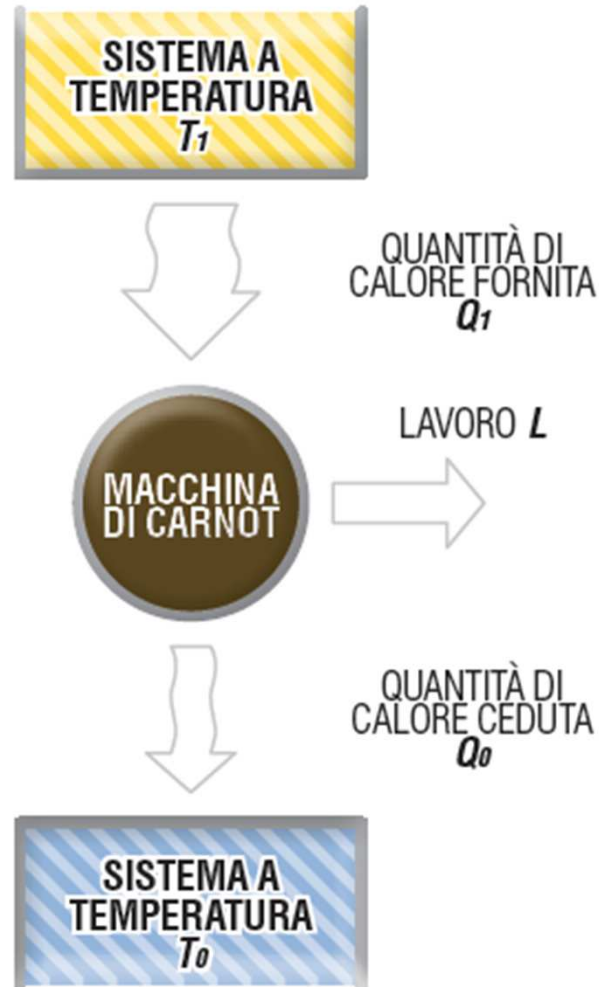 SISTEMA A
TEMPERATURA
T1
QUANTITÀ DI
CALORE FORNITA
Q1
LAVORO L
MACCHINA
DI CARNOT
QUANTITÀ DI
CALORE CEDUTA
Q0
SISTEMA A
TEMPERATURA
T0